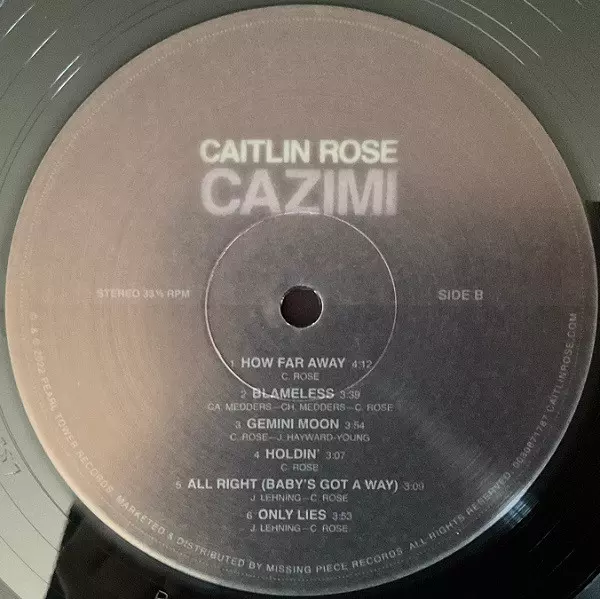 CAITLIN ROSE
CAZIMI
STEREO 33⅓ RPM
SIDE B
1 HOW FAR AWAY 4:12
C. ROSE
2 BLAMELESS 3:39
CA. MEDDERS—CH. MEDDERS—C. ROSE
3 GEMINI MOON 3:54
C. ROSE—J. HAYWARD-YOUNG
4 HOLDIN' 3:07
C. ROSE
5 ALL RIGHT (BABY'S GOT A WAY) 3:09
J. LEHNING—C. ROSE
6 ONLY LIES 3:53
J. LEHNING—C. ROSE
PEARL TOWER RECORDS. MARKETED & DISTRIBUTED BY MISSING PIECE RECORDS. ALL RIGHTS RESERVED. CAITLINROSE.COM